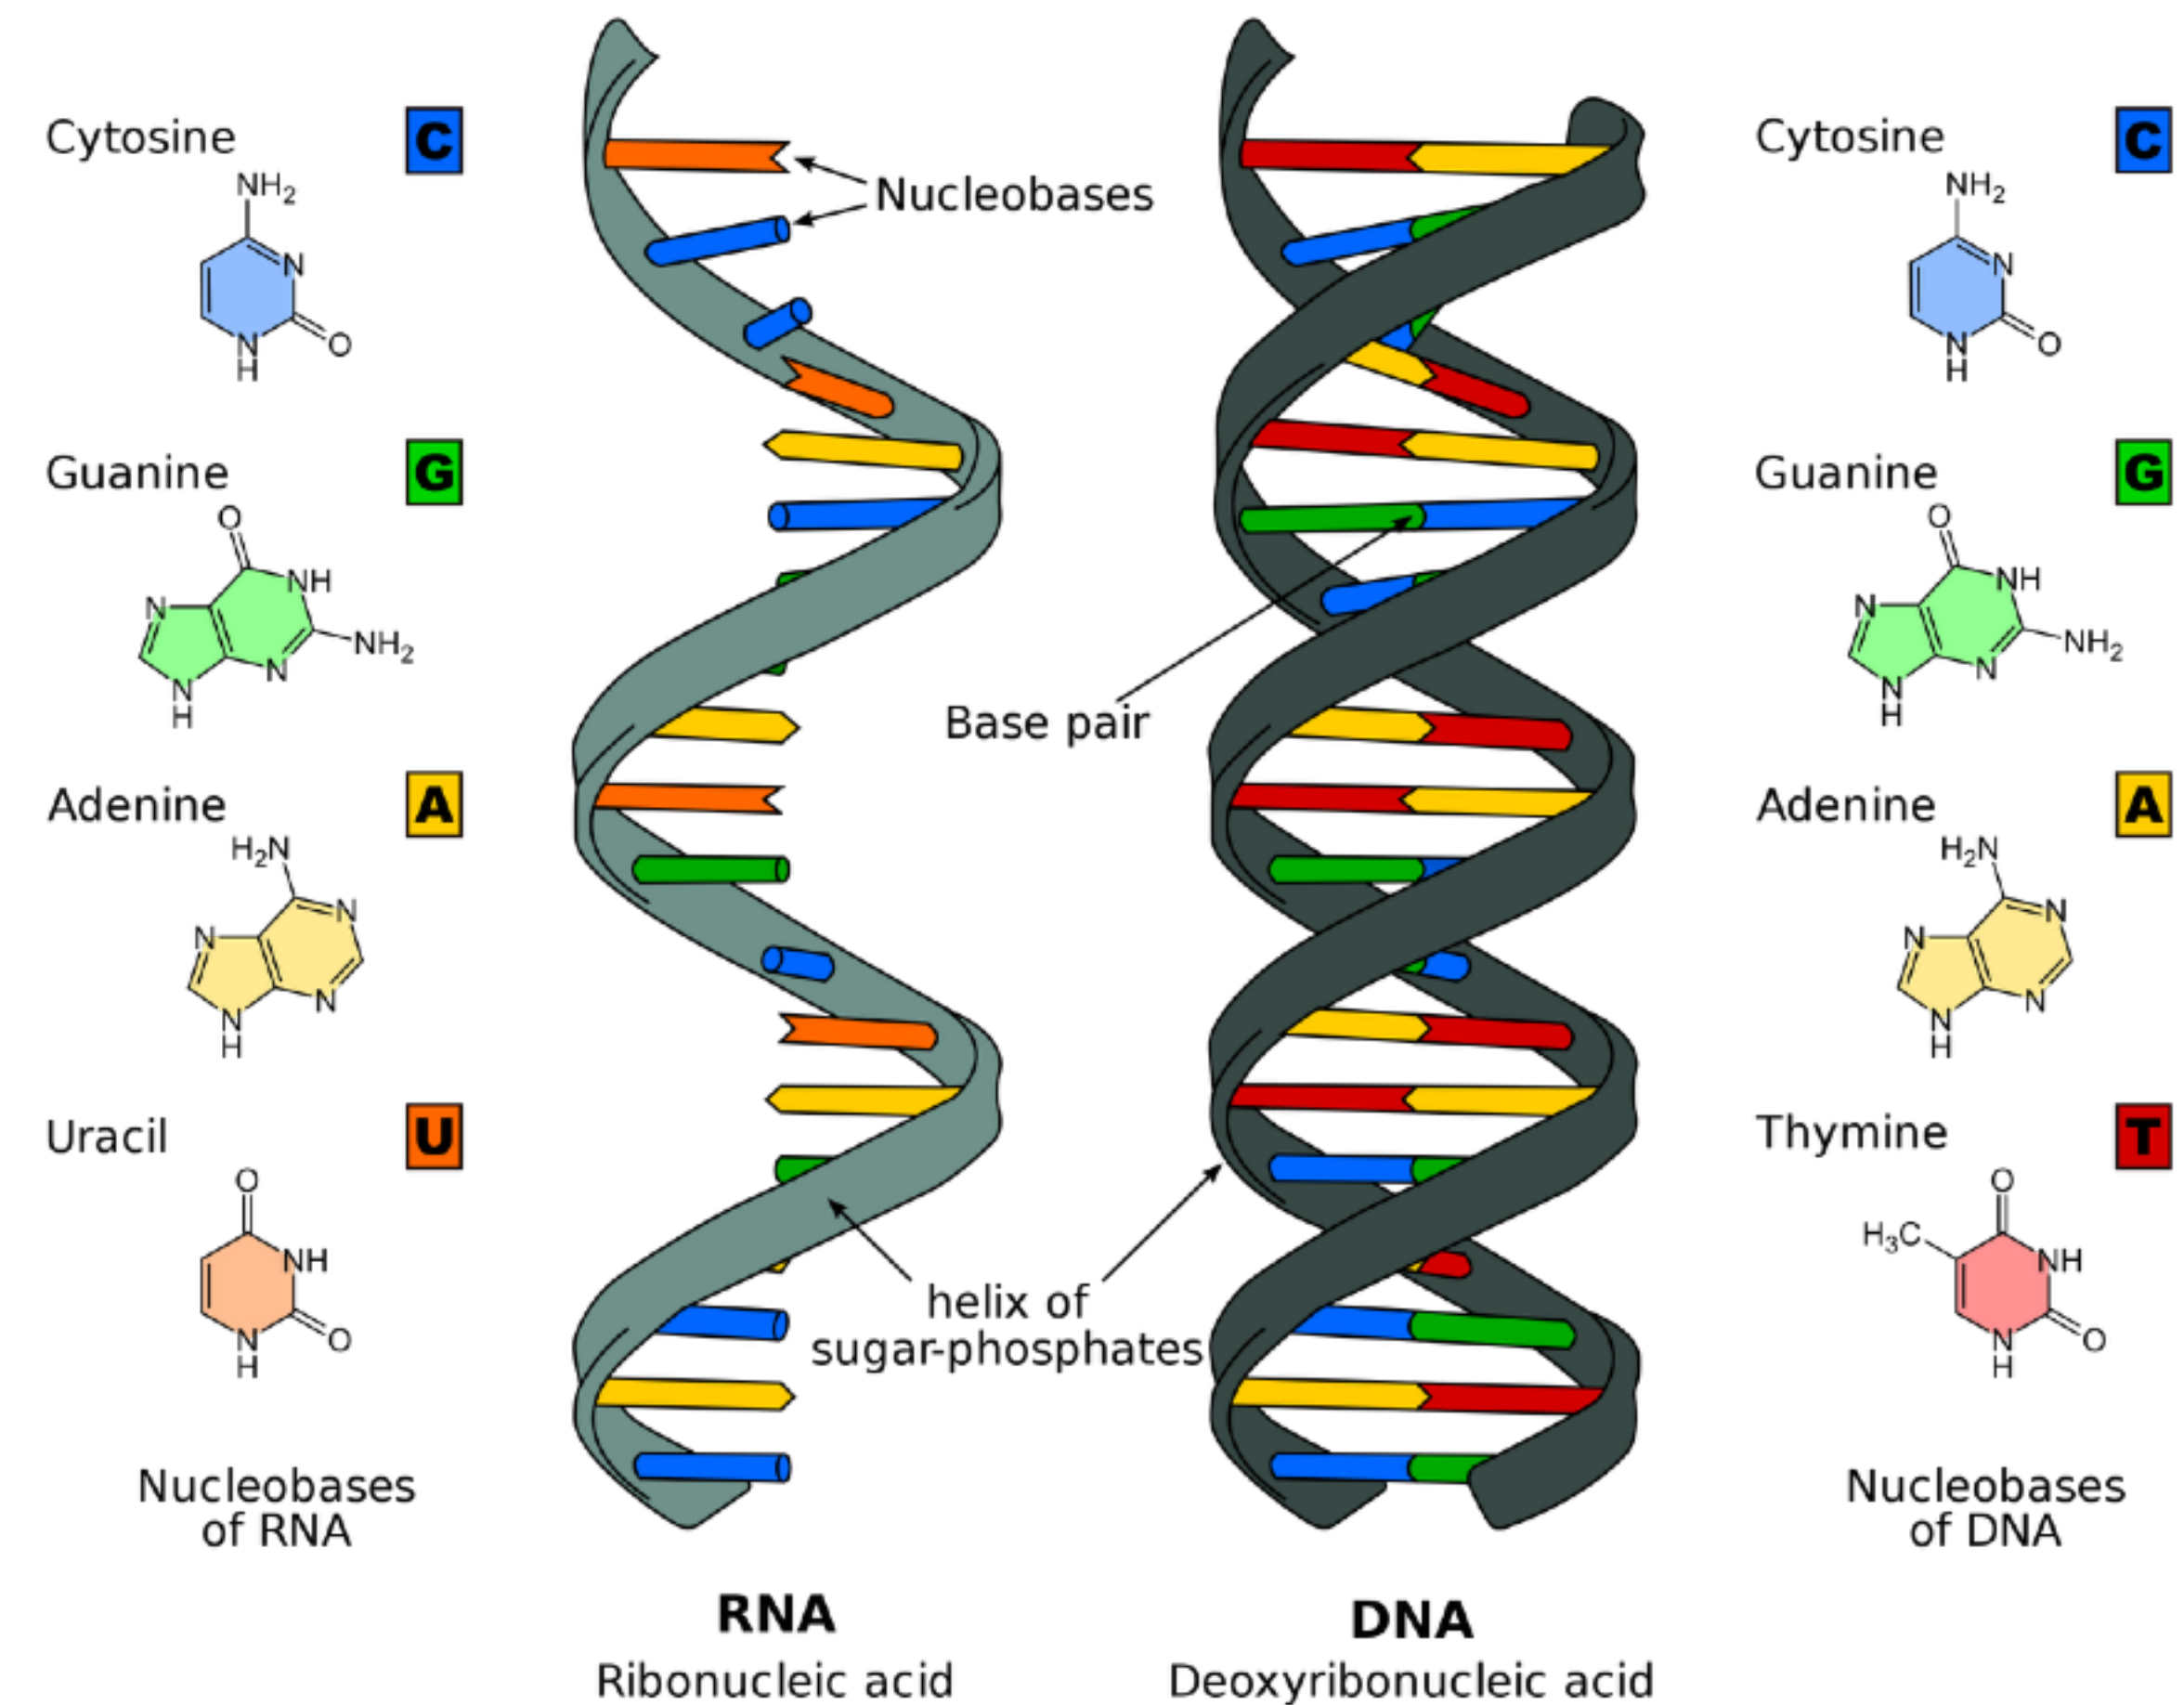 Cytosine
C
NH2
N
N
H
O
Guanine
G
O
NH
N
N
NH2
N
H
Adenine
A
H2N
N
N
N
N
H
Uracil
U
O
NH
N
H
O
Nucleobases
of RNA
Nucleobases
Base pair
helix of
sugar-phosphates
RNA
Ribonucleic acid
DNA
Deoxyribonucleic acid
Cytosine
C
NH2
N
N
H
O
Guanine
G
O
NH
N
N
NH2
N
H
Adenine
A
H2N
N
N
N
N
H
Thymine
T
O
H3C
NH
N
H
O
Nucleobases
of DNA